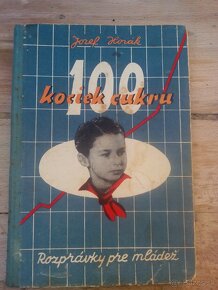 Jozef Horák
100
kociek cukru
Rozprávky pre mládež